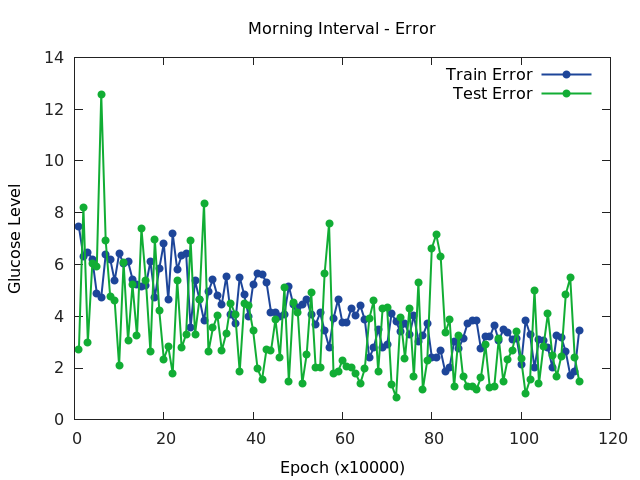 Morning Interval - Error
14
12
10
8
6
4
2
0
Glucose Level
Train Error
Test Error
0 20 40 60 80 100 120
Epoch (x10000)